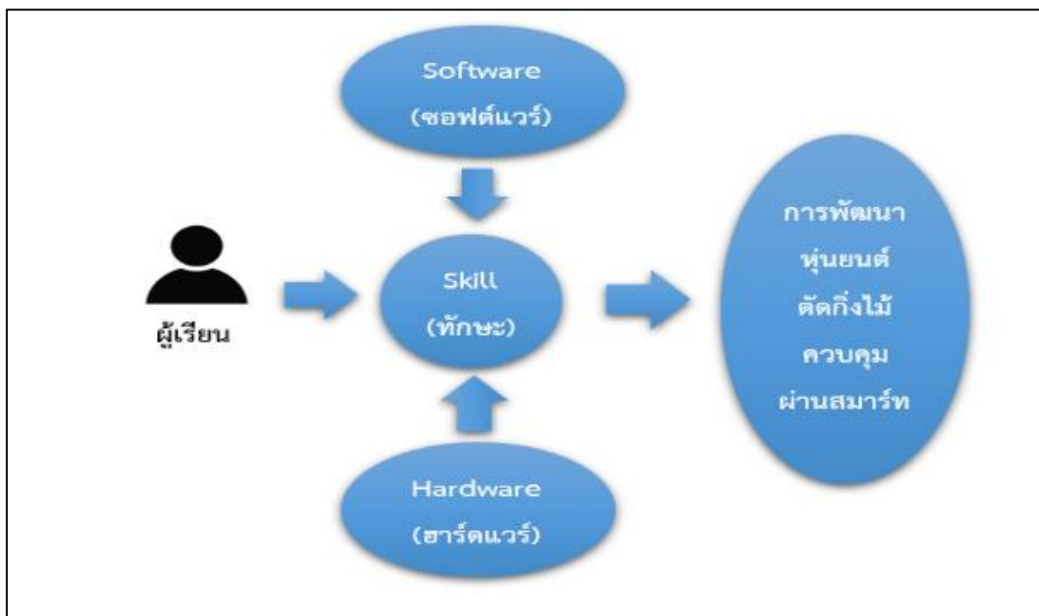 Software
(ซอฟต์แวร์)
ผู้เรียน
Skill
(ทักษะ)
Hardware
(ฮาร์ดแวร์)
การพัฒนา
หุ่นยนต์
ตัดกิ่งไม้
ควบคุม
ผ่านสมาร์ท